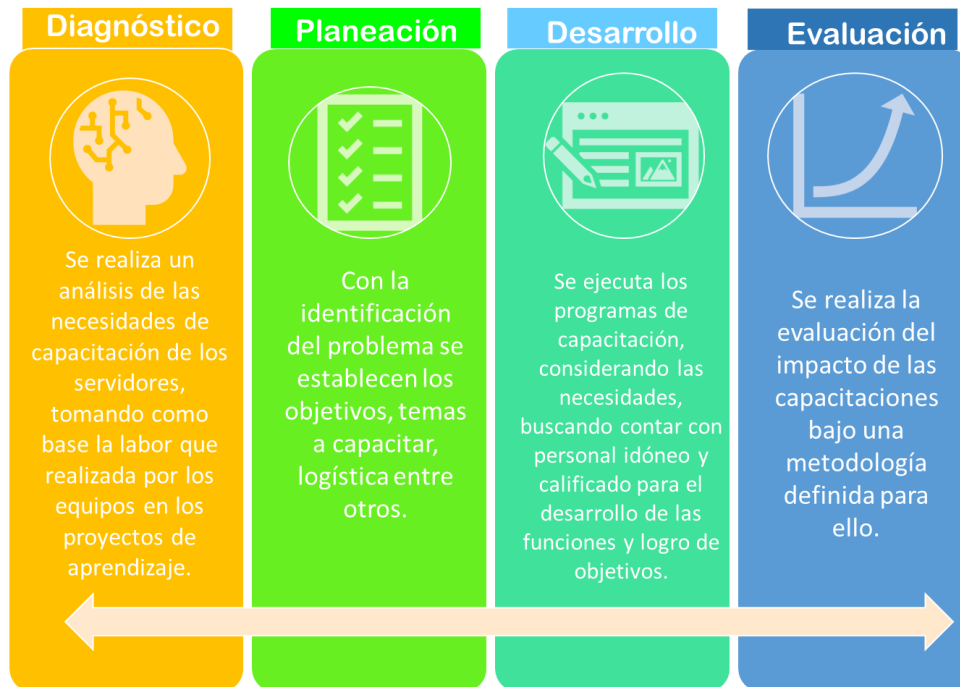 Diagnóstico
Se realiza un
análisis de las
necesidades de
capacitación de los
servidores,
tomando como
base la labor que
realizada por los
equipos en los
proyectos de
aprendizaje.
Planeación
Con la
identificación
del problema se
establecen los
objetivos, temas
a capacitar,
logística entre
otros.
Desarrollo
Se ejecuta los
programas de
capacitación,
considerando las
necesidades,
buscando contar con
personal idóneo y
calificado para el
desarrollo de las
funciones y logro de
objetivos.
Evaluación
Se realiza la
evaluación del
impacto de las
capacitaciones
bajo una
metodología
definida para
ello.